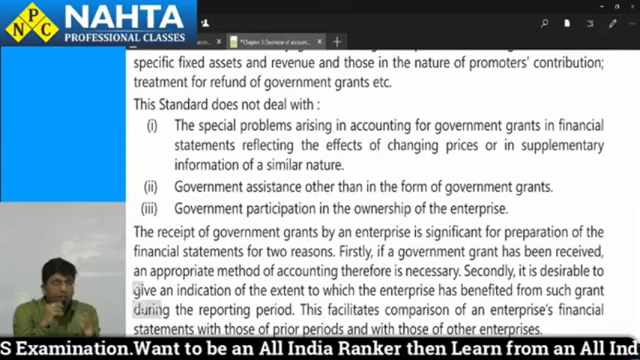 NPC
NAHTA
PROFESSIONAL CLASSES
*Chapter 3 Overview of account...
specific fixed assets and revenue and those in the nature of promoters' contribution;
treatment for refund of government grants etc.
This Standard does not deal with :
(i) The special problems arising in accounting for government grants in financial
statements reflecting the effects of changing prices or in supplementary
information of a similar nature.
(ii) Government assistance other than in the form of government grants.
(iii) Government participation in the ownership of the enterprise.
The receipt of government grants by an enterprise is significant for preparation of the
financial statements for two reasons. Firstly, if a government grant has been received,
an appropriate method of accounting therefore is necessary. Secondly, it is desirable to
give an indication of the extent to which the enterprise has benefited from such grant
during the reporting period. This facilitates comparison of an enterprise's financial
statements with those of prior periods and with those of other enterprises.
S Examination.Want to be an All India Ranker then Learn from an All Ind